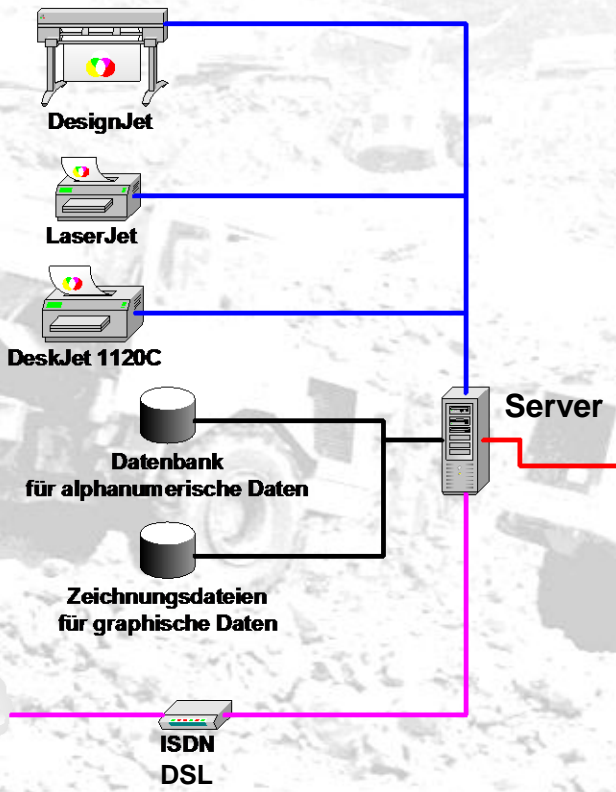 DesignJet
LaserJet
DeskJet 1120C
Server
Datenbank
für alphanumerische Daten
Zeichnungsdateien
für graphische Daten
ISDN
DSL